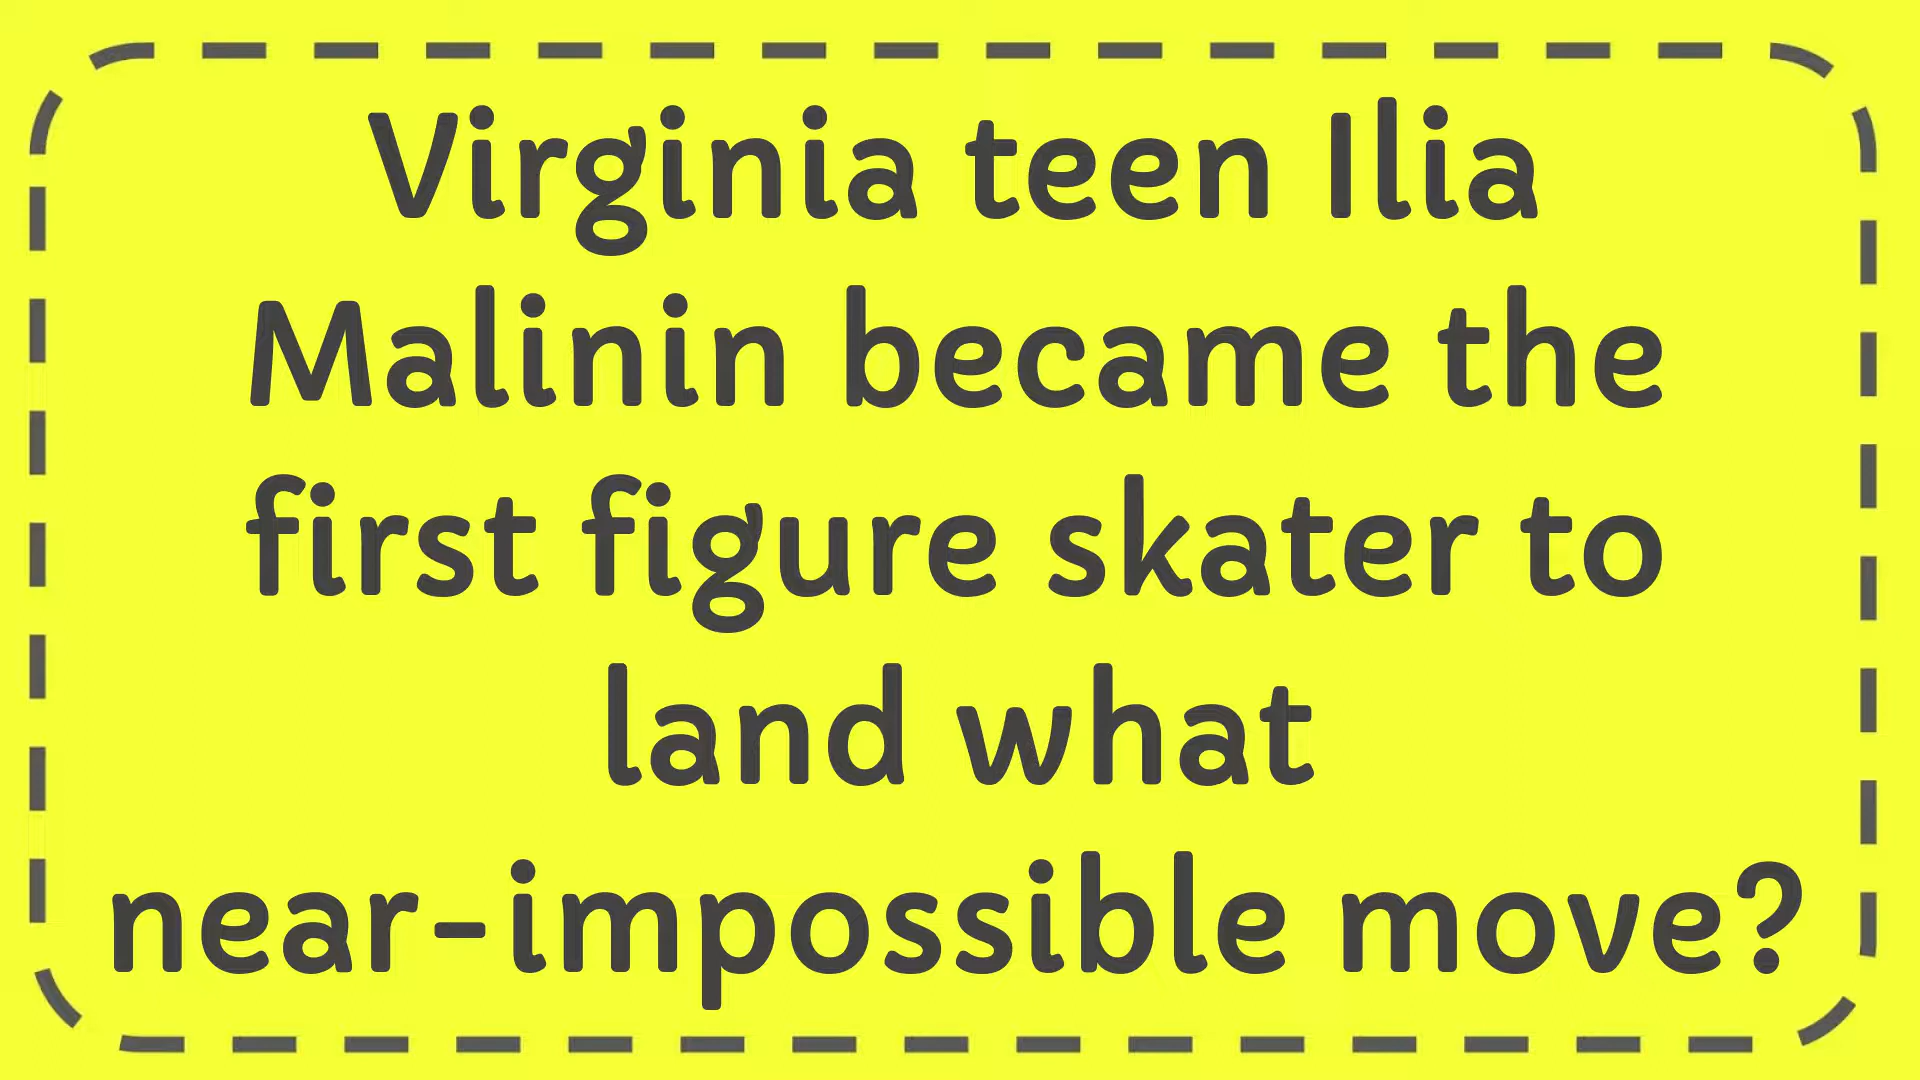 Virginia teen Ilia
Malinin became the
first figure skater to
land what
near-impossible move?